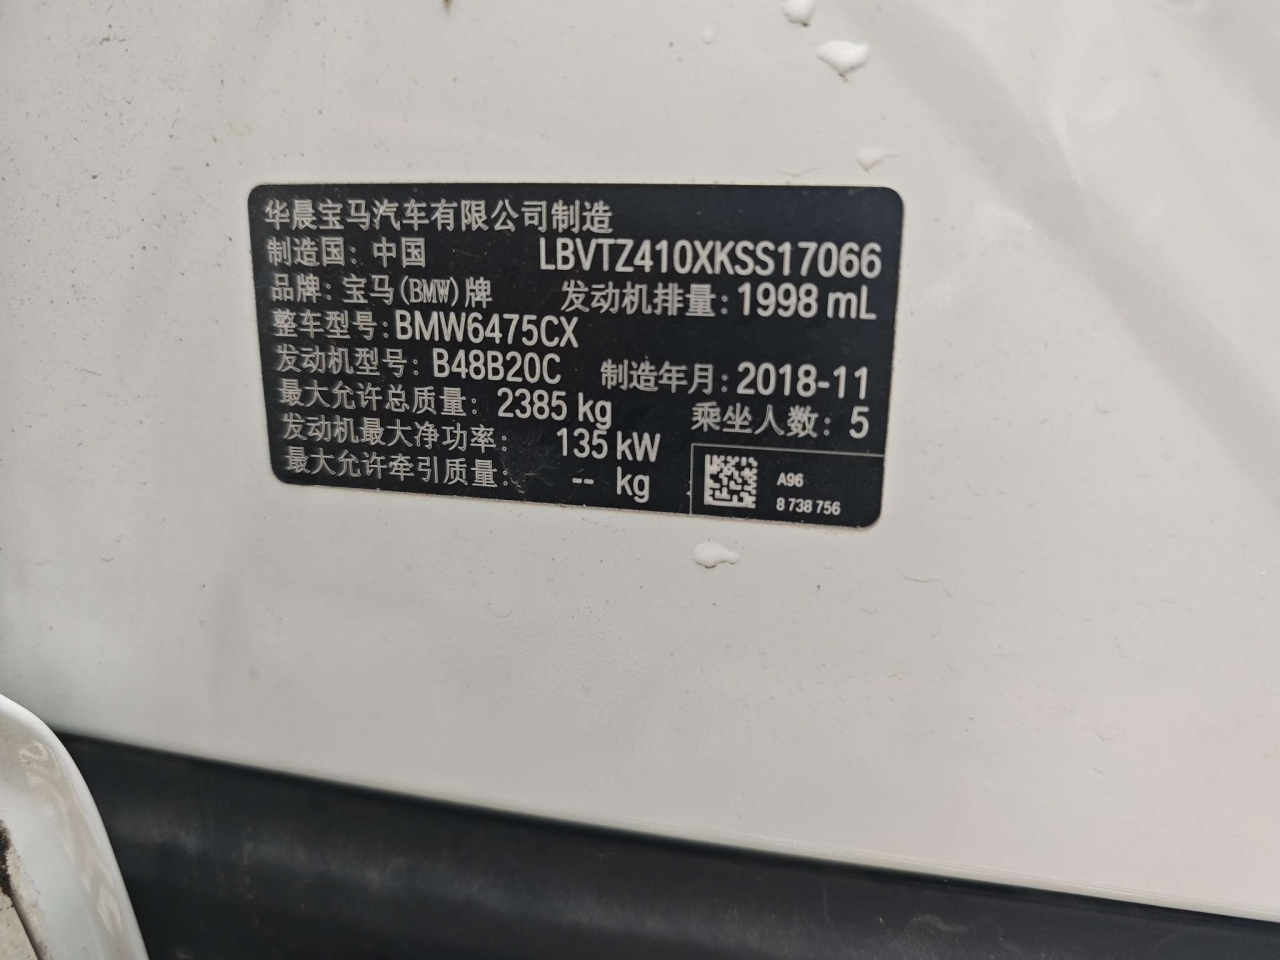 华晨宝马汽车有限公司制造
制造国：中国 LBVTZ410XKSS17066
品牌：宝马(BMW)牌 发动机排量：1998 mL
整车型号：BMW6475CX
发动机型号：B48B20C 制造年月：2018-11
最大允许总质量：2385 kg 乘坐人数：5
发动机最大净功率：135 kW
最大允许牵引质量：-- kg
A96
8 738 756